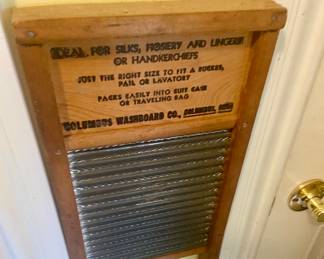 IDEAL FOR SILKS, HOSIERY AND LINGERIE
OR HANDKERCHIEFS
JUST THE RIGHT SIZE TO FIT A BUCKET,
PAIL OR LAVATORY
PACKS EASILY INTO SUIT CASE
OR TRAVELING BAG
COLUMBUS WASHBOARD CO., COLUMBUS, OHIO